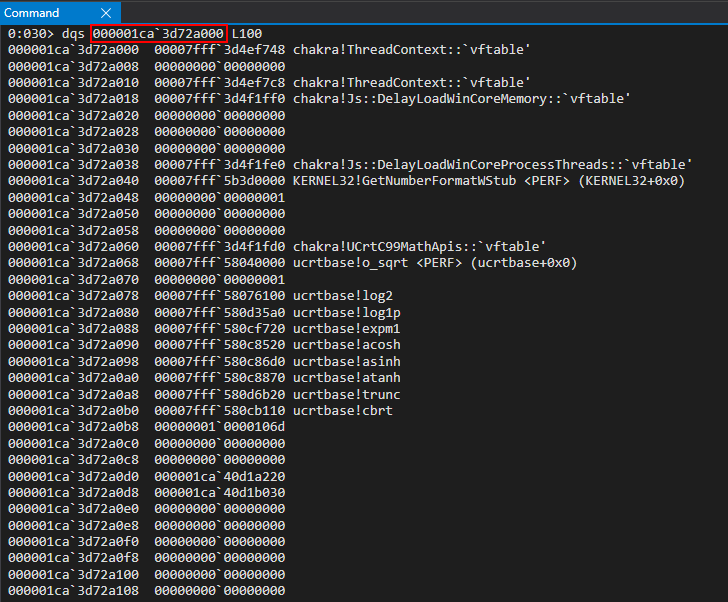 Command ×
0:030> dqs 000001ca`3d72a000 L100
000001ca`3d72a000  00007fff`3d4ef748 chakra!ThreadContext::`vftable'
000001ca`3d72a008  00000000`00000000
000001ca`3d72a010  00007fff`3d4ef7c8 chakra!ThreadContext::`vftable'
000001ca`3d72a018  00007fff`3d4f1ff0 chakra!Js::DelayLoadWinCoreMemory::`vftable'
000001ca`3d72a020  00000000`00000000
000001ca`3d72a028  00000000`00000000
000001ca`3d72a030  00000000`00000000
000001ca`3d72a038  00007fff`3d4f1fe0 chakra!Js::DelayLoadWinCoreProcessThreads::`vftable'
000001ca`3d72a040  00007fff`5b3d0000 KERNEL32!GetNumberFormatWStub <PERF> (KERNEL32+0x0)
000001ca`3d72a048  00000000`00000001
000001ca`3d72a050  00000000`00000000
000001ca`3d72a058  00000000`00000000
000001ca`3d72a060  00007fff`3d4f1fd0 chakra!UCrtC99MathApis::`vftable'
000001ca`3d72a068  00007fff`58040000 ucrtbase!o_sqrt <PERF> (ucrtbase+0x0)
000001ca`3d72a070  00000000`00000001
000001ca`3d72a078  00007fff`58076100 ucrtbase!log2
000001ca`3d72a080  00007fff`580d35a0 ucrtbase!log1p
000001ca`3d72a088  00007fff`580cf720 ucrtbase!expm1
000001ca`3d72a090  00007fff`580c8520 ucrtbase!acosh
000001ca`3d72a098  00007fff`580c86d0 ucrtbase!asinh
000001ca`3d72a0a0  00007fff`580c8870 ucrtbase!atanh
000001ca`3d72a0a8  00007fff`580d6b20 ucrtbase!trunc
000001ca`3d72a0b0  00007fff`580cb110 ucrtbase!cbrt
000001ca`3d72a0b8  00000001`0000106d
000001ca`3d72a0c0  00000000`00000000
000001ca`3d72a0c8  00000000`00000000
000001ca`3d72a0d0  000001ca`40d1a220
000001ca`3d72a0d8  000001ca`40d1b030
000001ca`3d72a0e0  00000000`00000000
000001ca`3d72a0e8  00000000`00000000
000001ca`3d72a0f0  00000000`00000000
000001ca`3d72a0f8  00000000`00000000
000001ca`3d72a100  00000000`00000000
000001ca`3d72a108  00000000`00000000